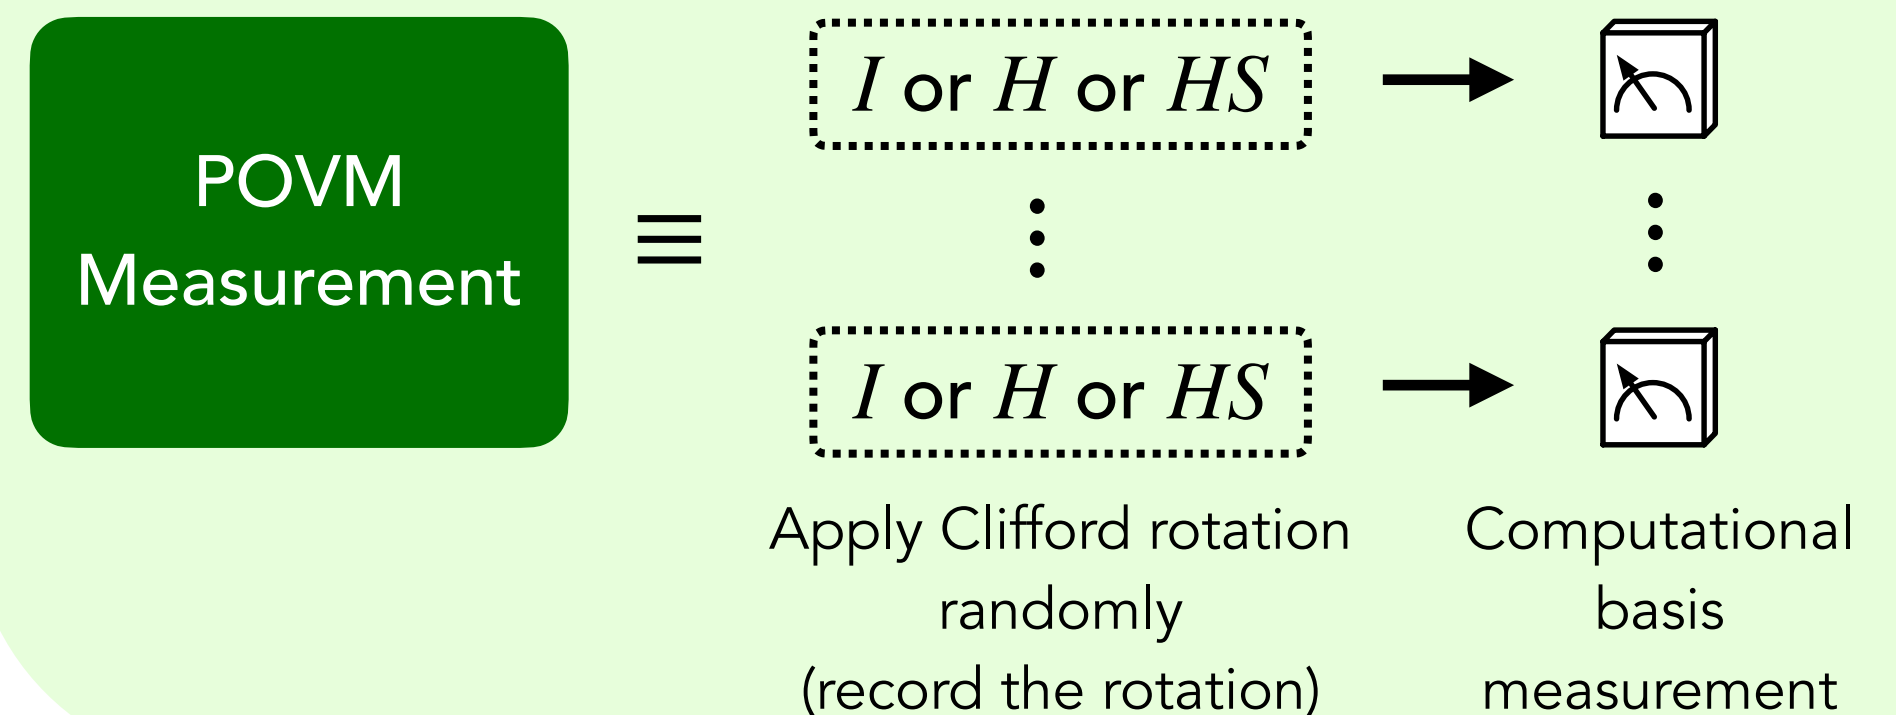 POVM
Measurement
≡
I or H or HS
I or H or HS
Apply Clifford rotation
randomly
(record the rotation)
Computational
basis
measurement